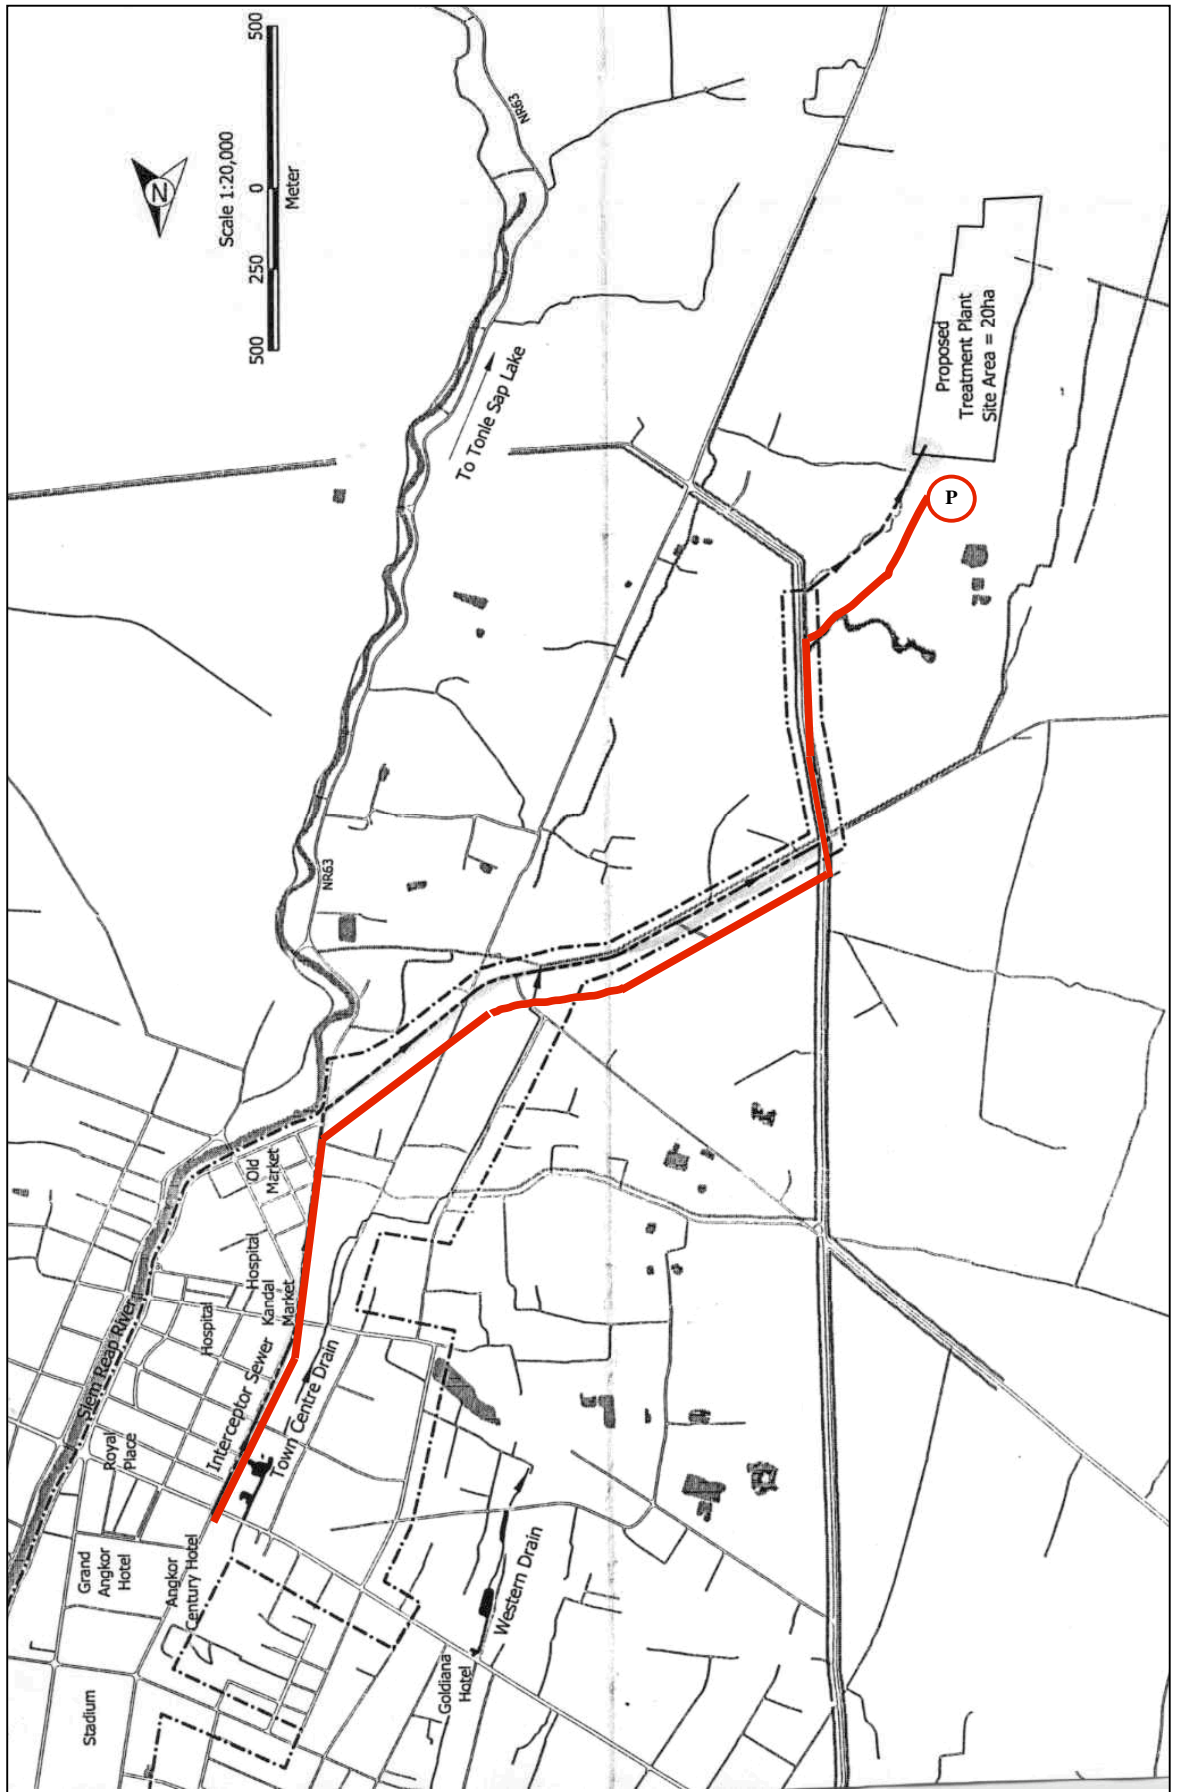 500
0
250
500
Scale 1:20,000
Meter
N
NR63
To Tonle Sap Lake
Proposed
Treatment Plant
Site Area = 20ha
P
NR63
Old
Market
Hospital
Kandal
Market
Hospital
Siem Reap River
Interceptor Sewer
Town Centre Drain
Royal
Place
Grand
Angkor
Hotel
Angkor
Century Hotel
Western Drain
Goldiana
Hotel
Stadium